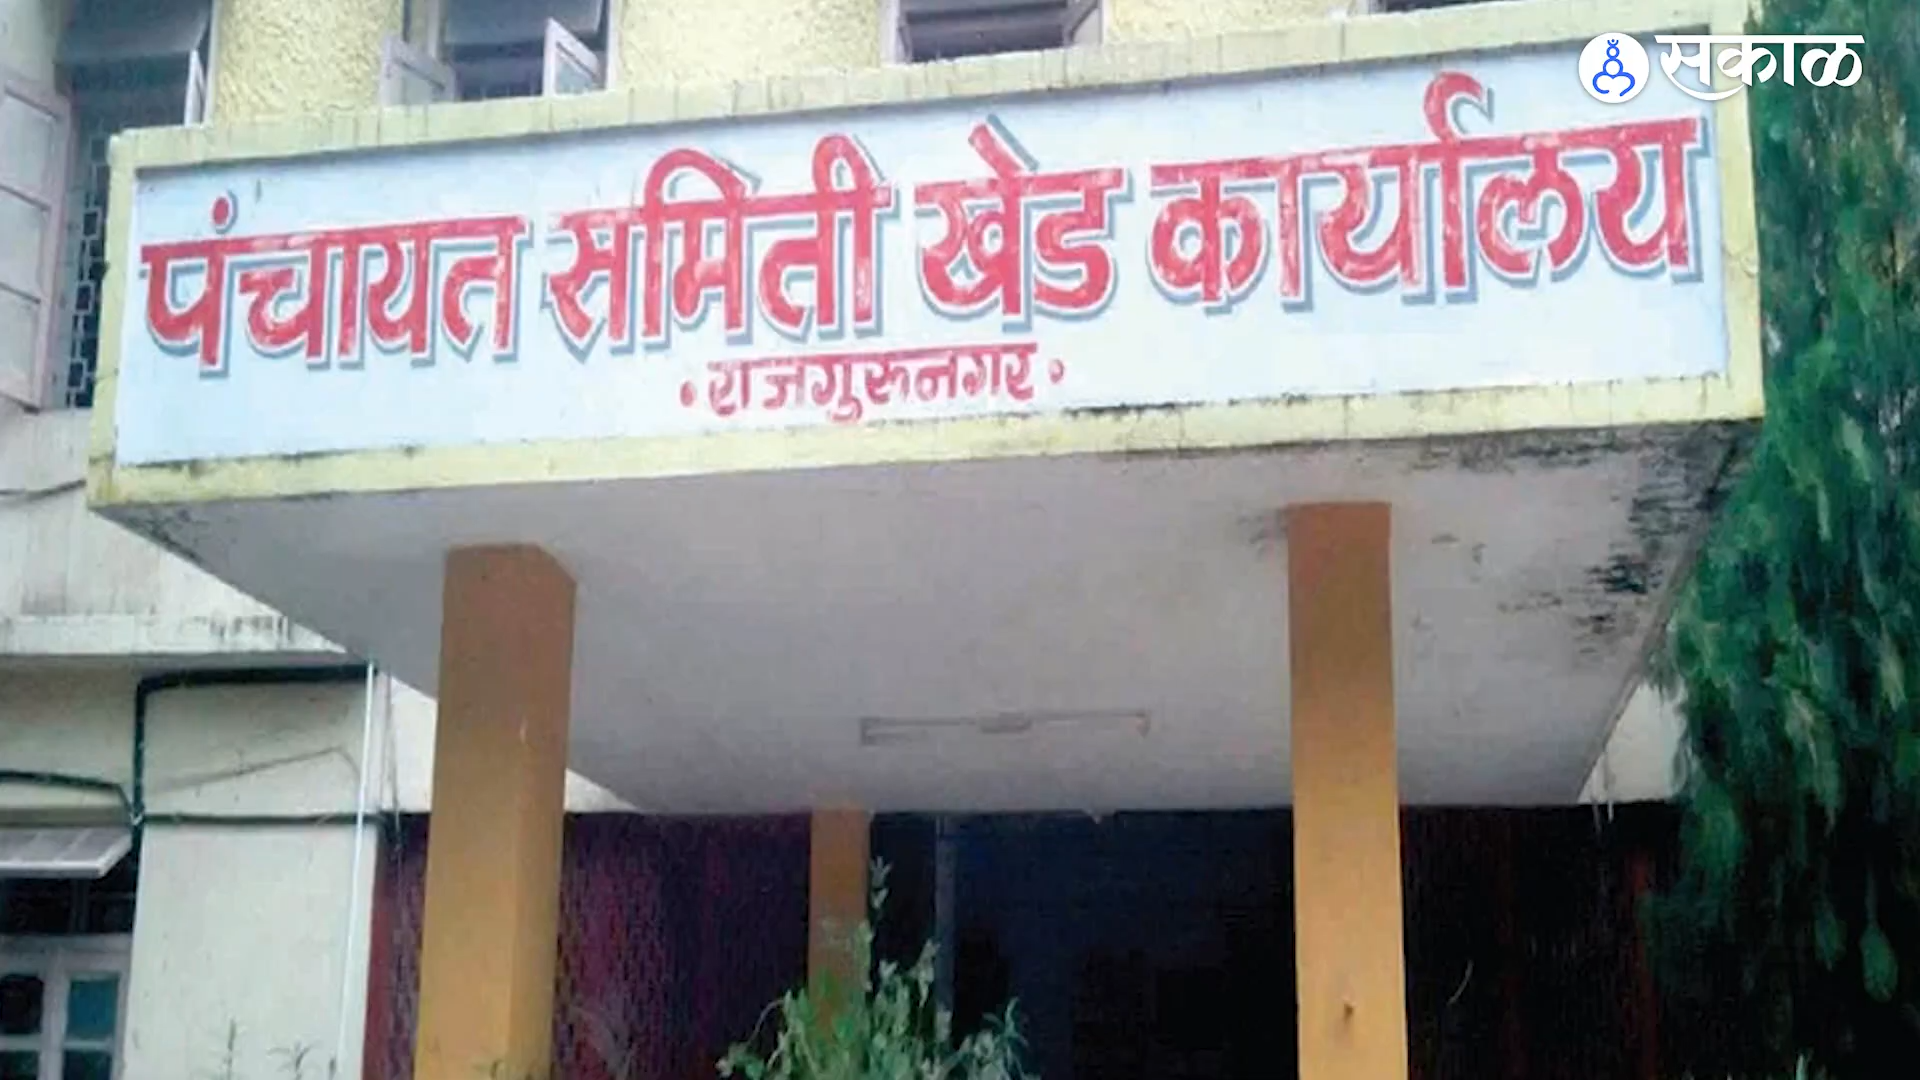 सकाळ
पंचायत समिती खेड कार्यालय
• राजगुरुनगर •